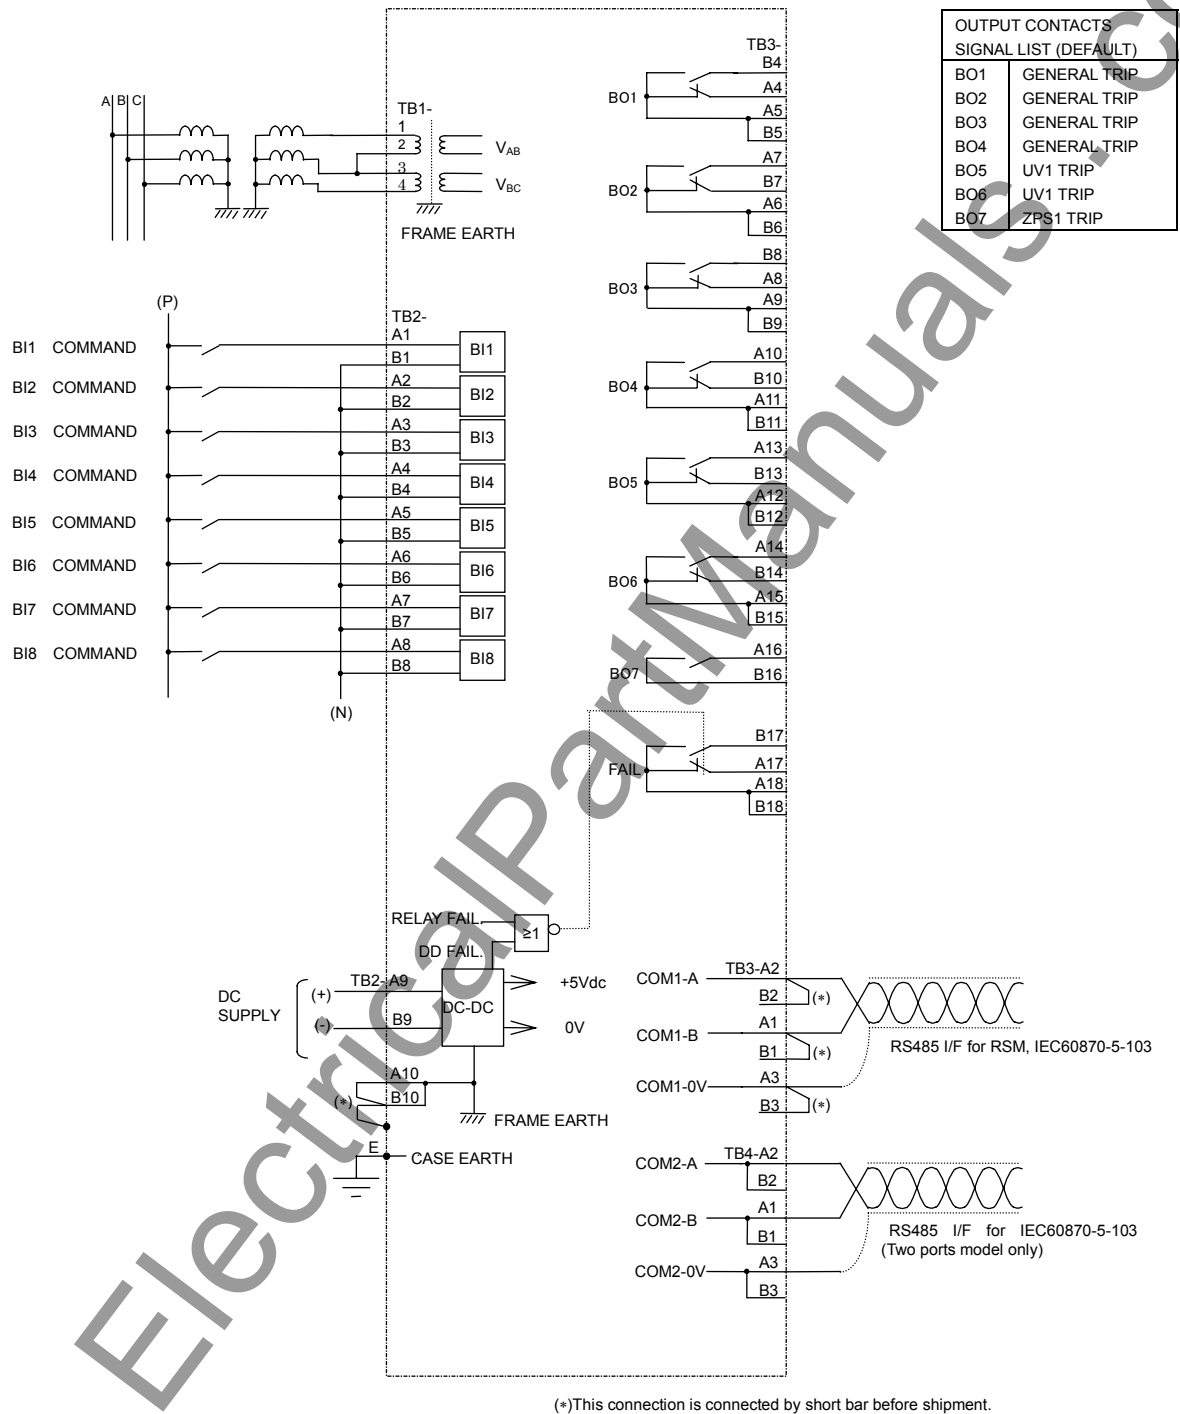 OUTPUT CONTACTS
SIGNAL LIST (DEFAULT)
BO1 GENERAL TRIP
BO2 GENERAL TRIP
BO3 GENERAL TRIP
BO4 GENERAL TRIP
BO5 UV1 TRIP
BO6 UV1 TRIP
BO7 ZPS1 TRIP
A B C
TB1-
1
2
3
4
VAB
VBC
FRAME EARTH
(P)
TB2-
BI1 COMMAND A1 B1 BI1
BI2 COMMAND A2 B2 BI2
BI3 COMMAND A3 B3 BI3
BI4 COMMAND A4 B4 BI4
BI5 COMMAND A5 B5 BI5
BI6 COMMAND A6 B6 BI6
BI7 COMMAND A7 B7 BI7
BI8 COMMAND A8 B8 BI8
(N)
TB3-
BO1 B4 A4 A5 B5
BO2 A7 B7 A6 B6
BO3 B8 A8 A9 B9
BO4 A10 B10 A11 B11
BO5 A13 B13 A12 B12
BO6 A14 B14 A15 B15
BO7 A16 B16
FAIL B17 A17 A18 B18
RELAY FAIL.
≥1
DD FAIL.
DC
SUPPLY
(+) TB2- A9
(-) B9
DC-DC
+5Vdc
0V
A10
(∗) B10
FRAME EARTH
E
CASE EARTH
COM1-A TB3-A2
B2 (∗)
COM1-B A1
B1 (∗)
COM1-0V A3
B3 (∗)
RS485 I/F for RSM, IEC60870-5-103
COM2-A TB4-A2
B2
COM2-B A1
B1
COM2-0V A3
B3
RS485 I/F for IEC60870-5-103
(Two ports model only)
(∗)This connection is connected by short bar before shipment.
ElectricalPartManuals . co